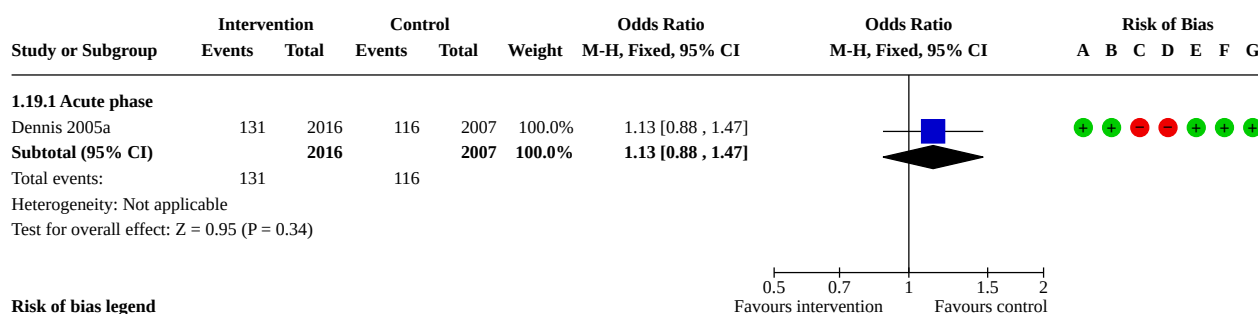 Intervention Control Odds Ratio Odds Ratio Risk of Bias
Study or Subgroup Events Total Events Total Weight M-H, Fixed, 95% CI M-H, Fixed, 95% CI A B C D E F G
1.19.1 Acute phase
Dennis 2005a 131 2016 116 2007 100.0% 1.13 [0.88 , 1.47] + + − − + + +
Subtotal (95% CI) 2016 2007 100.0% 1.13 [0.88 , 1.47]
Total events: 131 116
Heterogeneity: Not applicable
Test for overall effect: Z = 0.95 (P = 0.34)
0.5 0.7 1 1.5 2
Favours intervention Favours control
Risk of bias legend